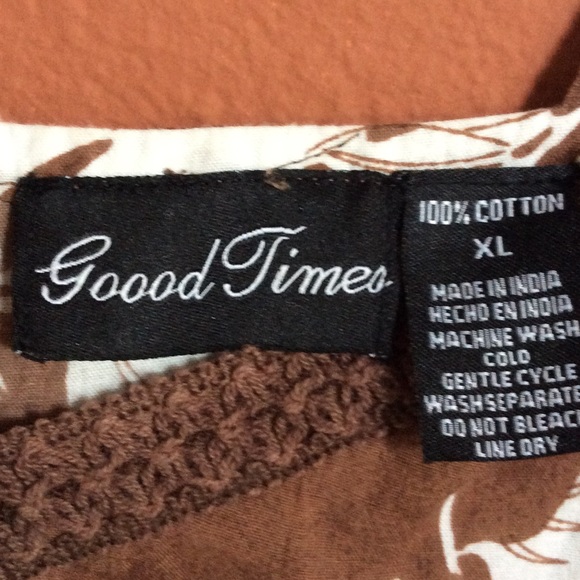 Goood Times
100% COTTON
XL
MADE IN INDIA
HECHO EN INDIA
MACHINE WASH
COLD
GENTLE CYCLE
WASH SEPARATE
DO NOT BLEACH
LINE DRY